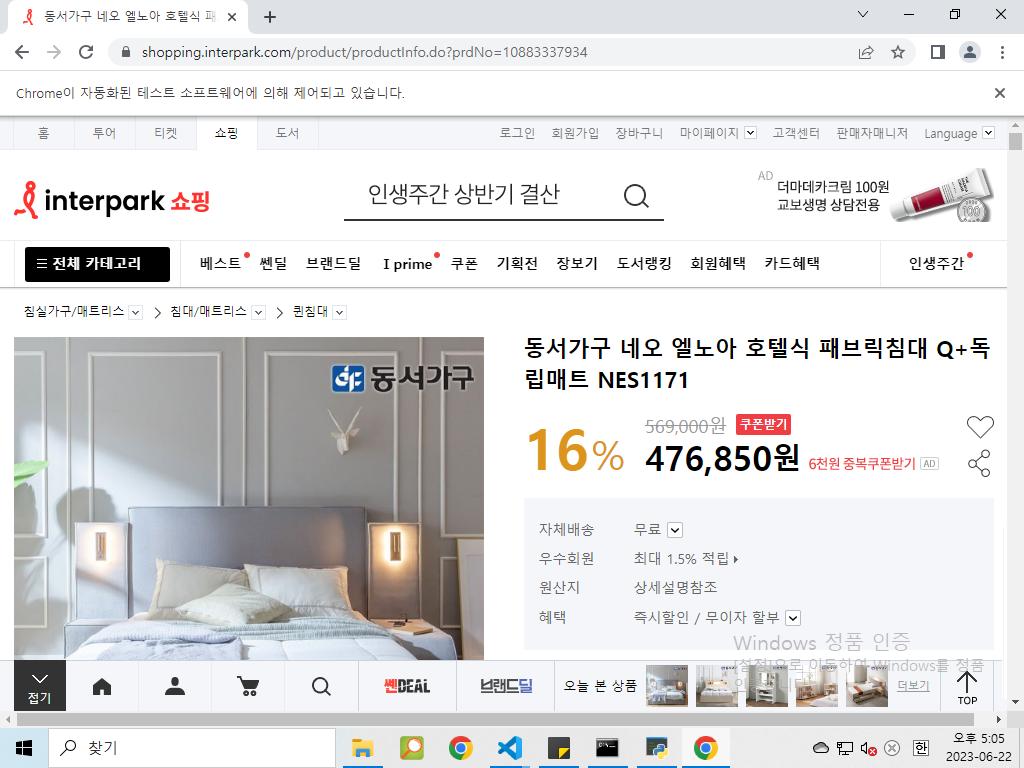 동서가구 네오 엘노아 호텔식 패
shopping.interpark.com/product/productInfo.do?prdNo=10883337934
Chrome이 자동화된 테스트 소프트웨어에 의해 제어되고 있습니다.
홈 투어 티켓 쇼핑 도서 로그인 회원가입 장바구니 마이페이지 고객센터 판매자매니저 Language
interpark 쇼핑
인생주간 상반기 결산
AD
더마데카크림 100원
교보생명 상담전용
전체 카테고리 베스트 쎈딜 브랜드딜 I prime 쿠폰 기획전 장보기 도서랭킹 회원혜택 카드혜택 인생주간
침실가구/매트리스 > 침대/매트리스 > 퀸침대
동서가구
동서가구 네오 엘노아 호텔식 패브릭침대 Q+독
립매트 NES1171
16%
569,000원 쿠폰받기
476,850원 6천원 중복쿠폰받기 AD
자체배송 무료
우수회원 최대 1.5% 적립
원산지 상세설명참조
혜택 즉시할인 / 무이자 할부
Windows 정품 인증
[설정]으로 이동하여 Windows를 정품
접기
쎈DEAL
브랜드딜
오늘 본 상품
더보기
TOP
찾기
한
오후 5:05
2023-06-22